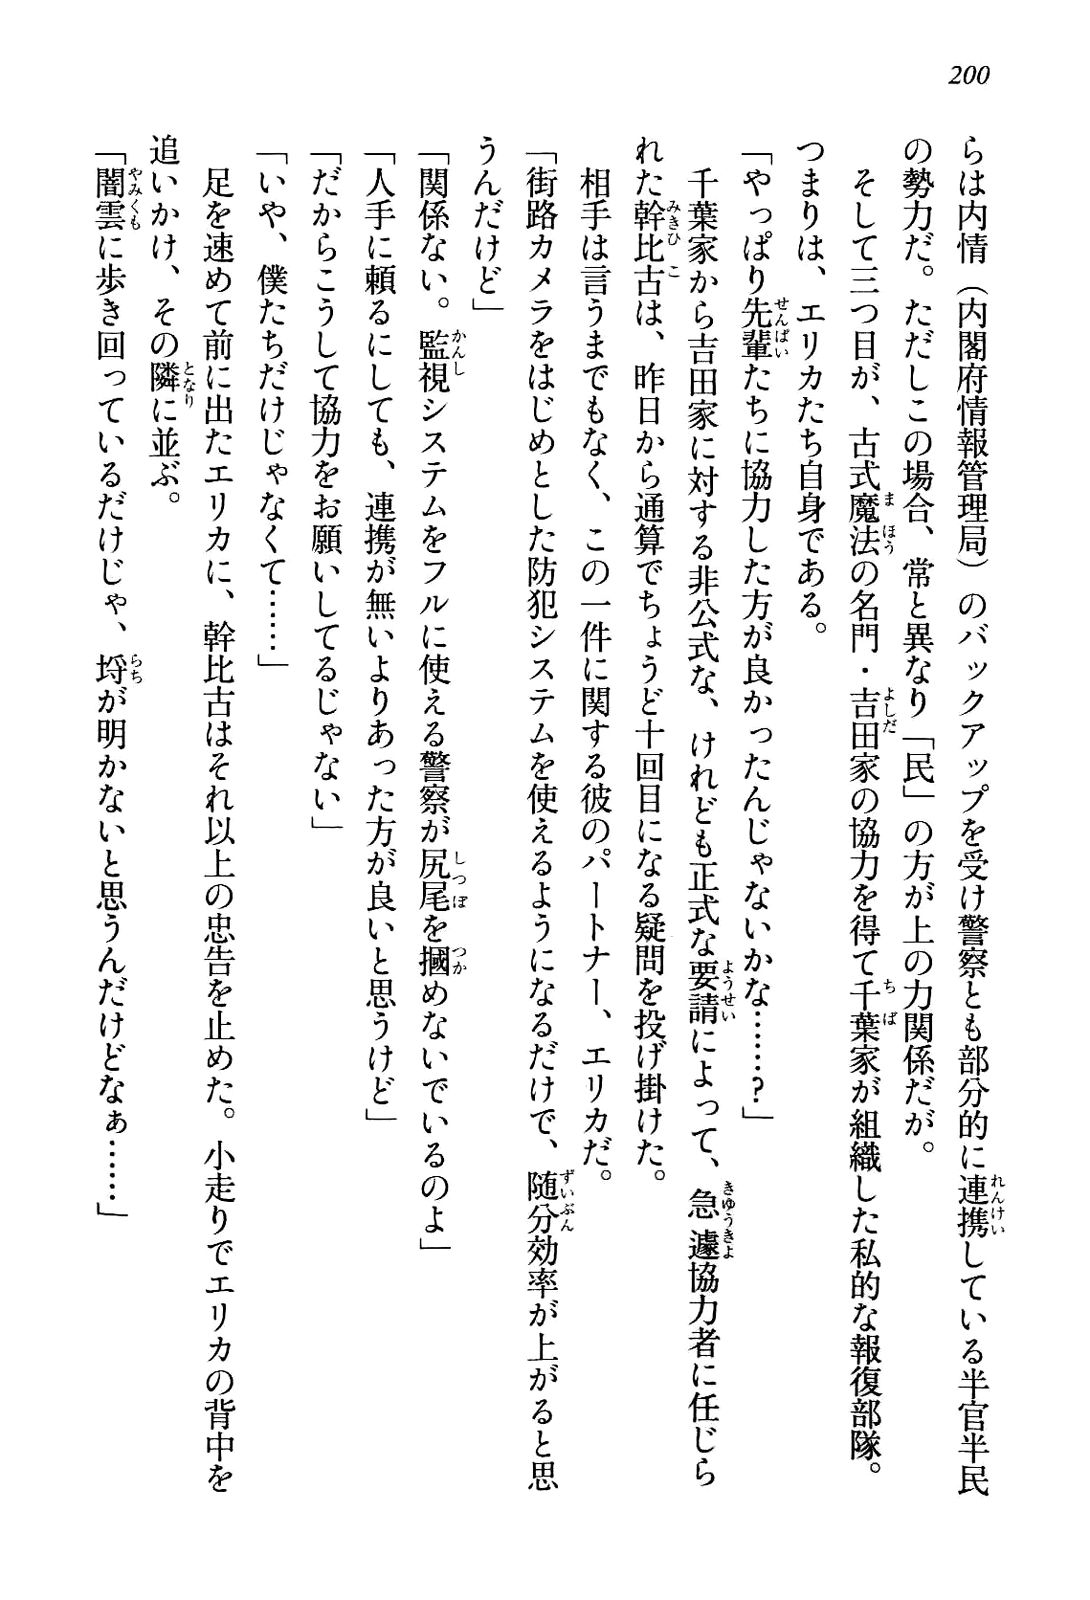 200
らは内情（内閣府情報管理局）のバックアップを受け警察とも部分的に連携している半官半民
の勢力だ。ただしこの場合、常と異なり「民」の方が上の力関係だが。
そして三つ目が、古式魔法の名門・吉田家の協力を得て千葉家が組織した私的な報復部隊。
つまりは、エリカたち自身である。
「やっぱり先輩たちに協力した方が良かったんじゃないかな……？」
千葉家から吉田家に対する非公式な、けれども正式な要請によって、急遽協力者に任じら
れた幹比古は、昨日から通算でちょうど十回目になる疑問を投げ掛けた。
相手は言うまでもなく、この一件に関する彼のパートナー、エリカだ。
「街路カメラをはじめとした防犯システムを使えるようになるだけで、随分効率が上がると思
うんだけど」
「関係ない。監視システムをフルに使える警察が尻尾を摑めないでいるのよ」
「人手に頼るにしても、連携が無いよりあった方が良いと思うけど」
「だからこうして協力をお願いしてるじゃない」
「いや、僕たちだけじゃなくて……」
足を速めて前に出たエリカに、幹比古はそれ以上の忠告を止めた。小走りでエリカの背中を
追いかけ、その隣に並ぶ。
「闇雲に歩き回っているだけじゃ、埒が明かないと思うんだけどなぁ……」